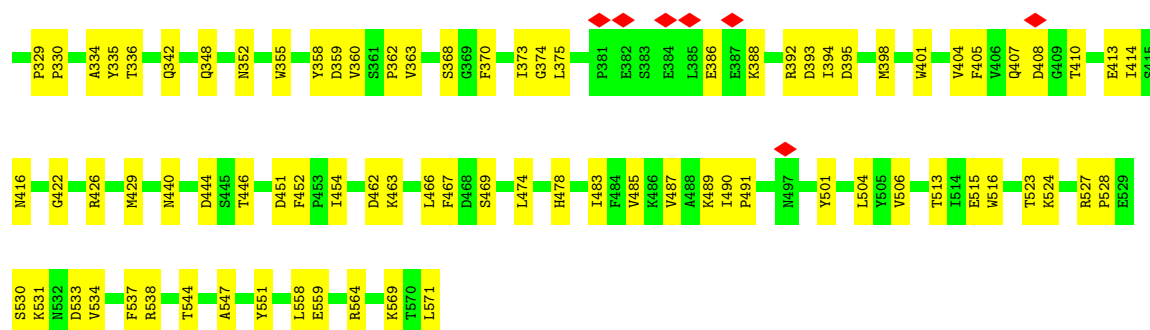 P329 P330 A334 Y335 T336 Q342 Q348 N352 W355 Y358 D359 V360 S361 P362 V363 S368 G369 F370 I373 G374 L375 P381 E382 S383 E384 L385 E386 E387 K388 R392 D393 I394 D395 M398 W401 V404 F405 V406 Q407 D408 G409 T410 E413 I414 S415
N416 G422 R426 M429 N440 D444 S445 T446 D451 F452 P453 I454 D462 K463 L466 F467 D468 S469 L474 H478 I483 F484 V485 K486 V487 A488 K489 I490 P491 N497 Y501 L504 Y505 V506 T513 I514 E515 W516 T523 K524 R527 P528 E529
S530 K531 N532 D533 V534 F537 R538 T544 A547 Y551 L558 E559 R564 K569 T570 L571